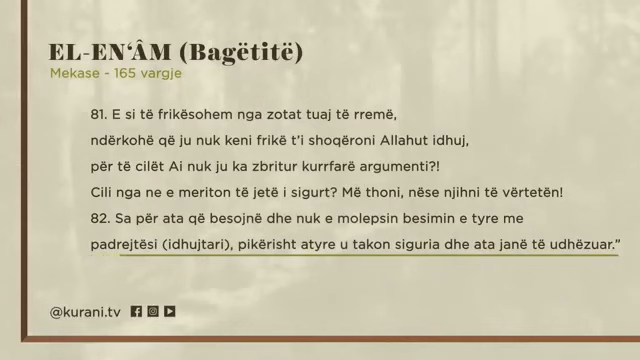 EL-EN‘ÂM (Bagëtitë)
Mekase - 165 vargje
81. E si të frikësohem nga zotat tuaj të rremë,
ndërkohë që ju nuk keni frikë t’i shoqëroni Allahut idhuj,
për të cilët Ai nuk ju ka zbritur kurrfarë argumenti?!
Cili nga ne e meriton të jetë i sigurt? Më thoni, nëse njihni të vërtetën!
82. Sa për ata që besojnë dhe nuk e molepsin besimin e tyre me
padrejtësi (idhujtari), pikërisht atyre u takon siguria dhe ata janë të udhëzuar.”
@kurani.tv